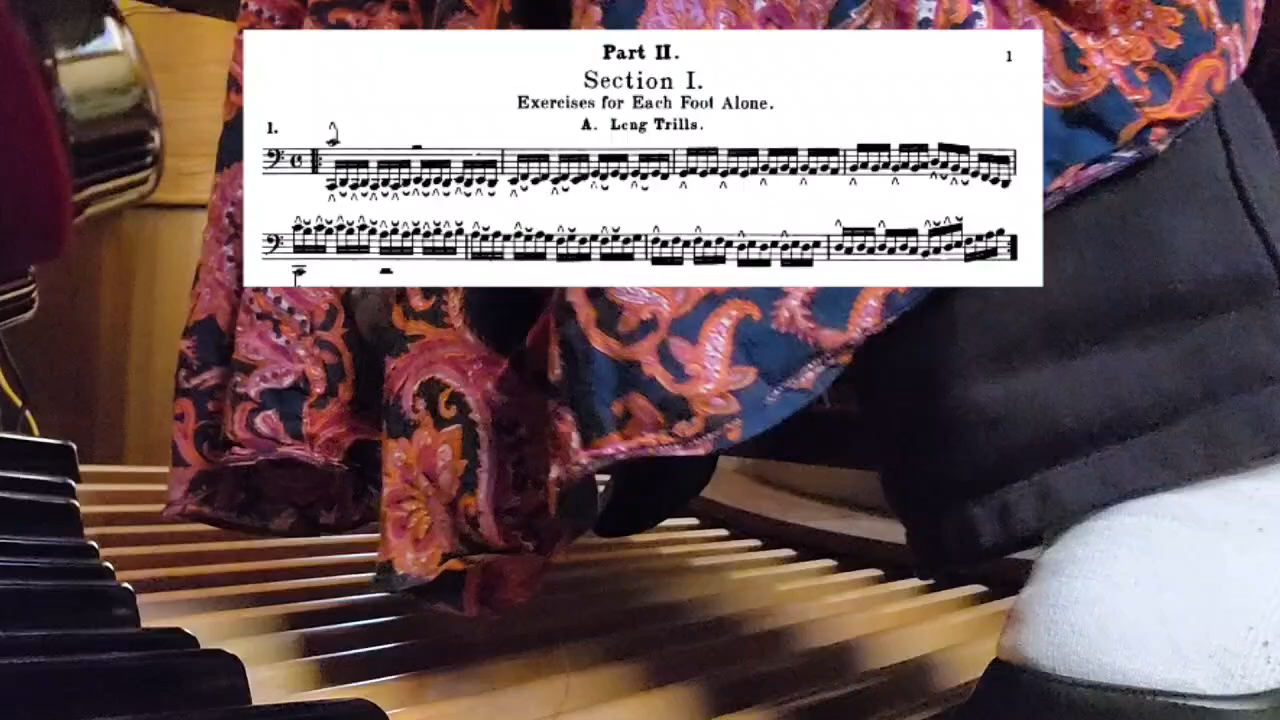 Part II.
1
Section I.
Exercises for Each Foot Alone.
A. Long Trills.
1.